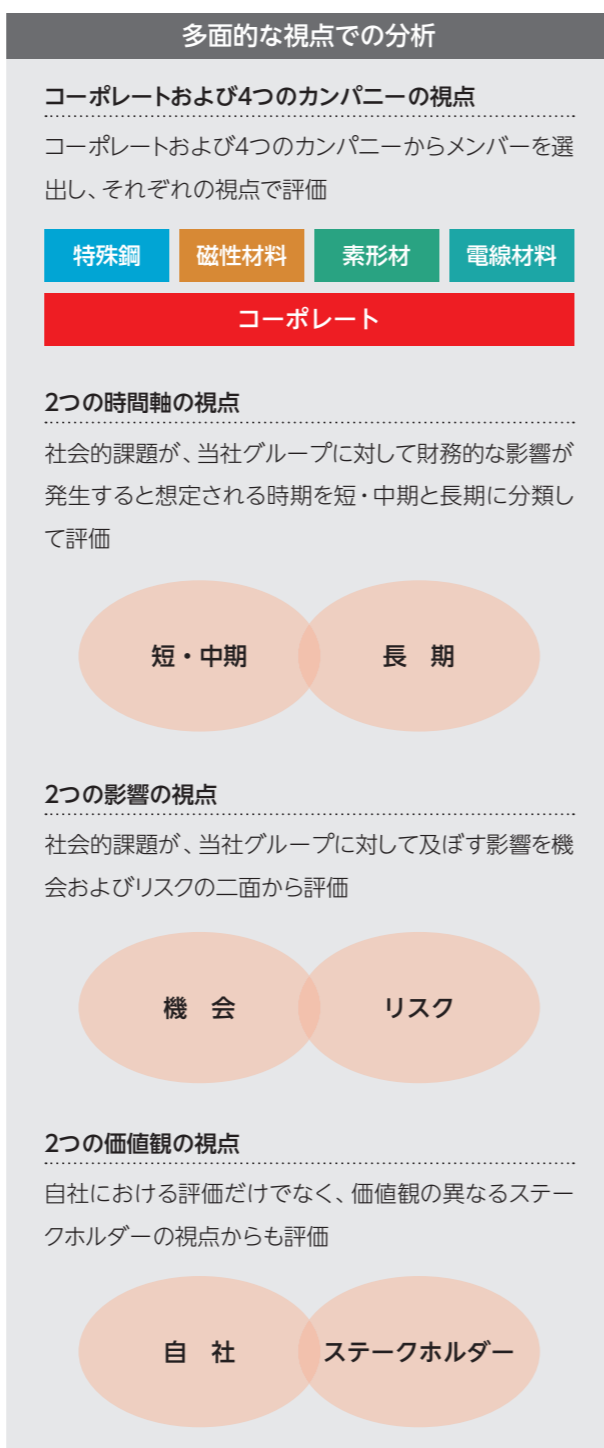 多面的な視点での分析
コーポレートおよび4つのカンパニーの視点
コーポレートおよび4つのカンパニーからメンバーを選
出し、それぞれの視点で評価
特殊鋼 磁性材料 素形材 電線材料
コーポレート
2つの時間軸の視点
社会的課題が、当社グループに対して財務的な影響が
発生すると想定される時期を短・中期と長期に分類し
て評価
短・中期 長　期
2つの影響の視点
社会的課題が、当社グループに対して及ぼす影響を機
会およびリスクの二面から評価
機　会 リスク
2つの価値観の視点
自社における評価だけでなく、価値観の異なるステー
クホルダーの視点からも評価
自　社 ステークホルダー